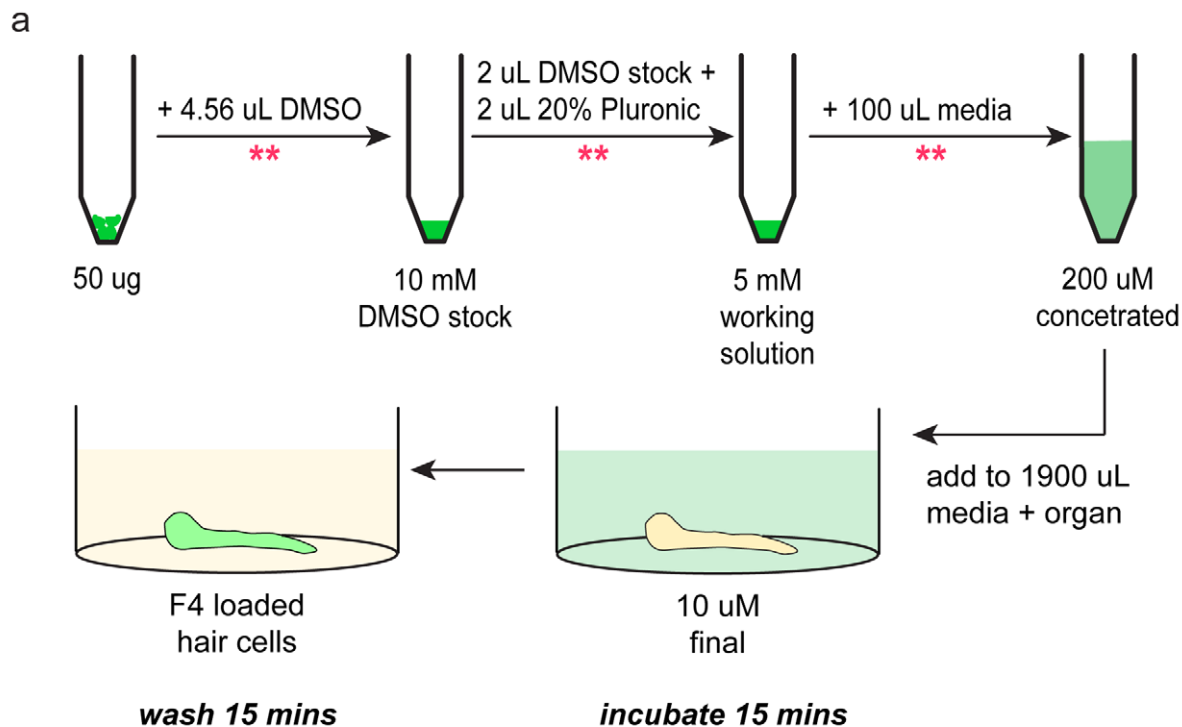 a
+ 4.56 uL DMSO
**
2 uL DMSO stock +
2 uL 20% Pluronic
**
+ 100 uL media
**
50 ug
10 mM
DMSO stock
5 mM
working
solution
200 uM
concetrated
add to 1900 uL
media + organ
F4 loaded
hair cells
10 uM
final
wash 15 mins
incubate 15 mins